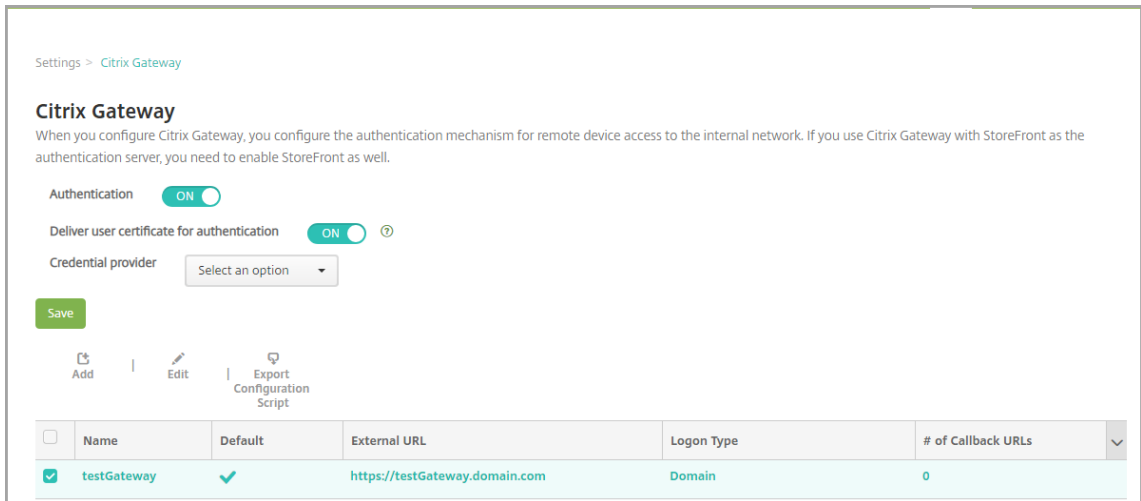 Settings > Citrix Gateway
Citrix Gateway
When you configure Citrix Gateway, you configure the authentication mechanism for remote device access to the internal network. If you use Citrix Gateway with StoreFront as the
authentication server, you need to enable StoreFront as well.
Authentication ON
Deliver user certificate for authentication ON ?
Credential provider Select an option
Save
Add | Edit | Export
Configuration
Script
Name Default External URL Logon Type # of Callback URLs
testGateway https://testGateway.domain.com Domain 0